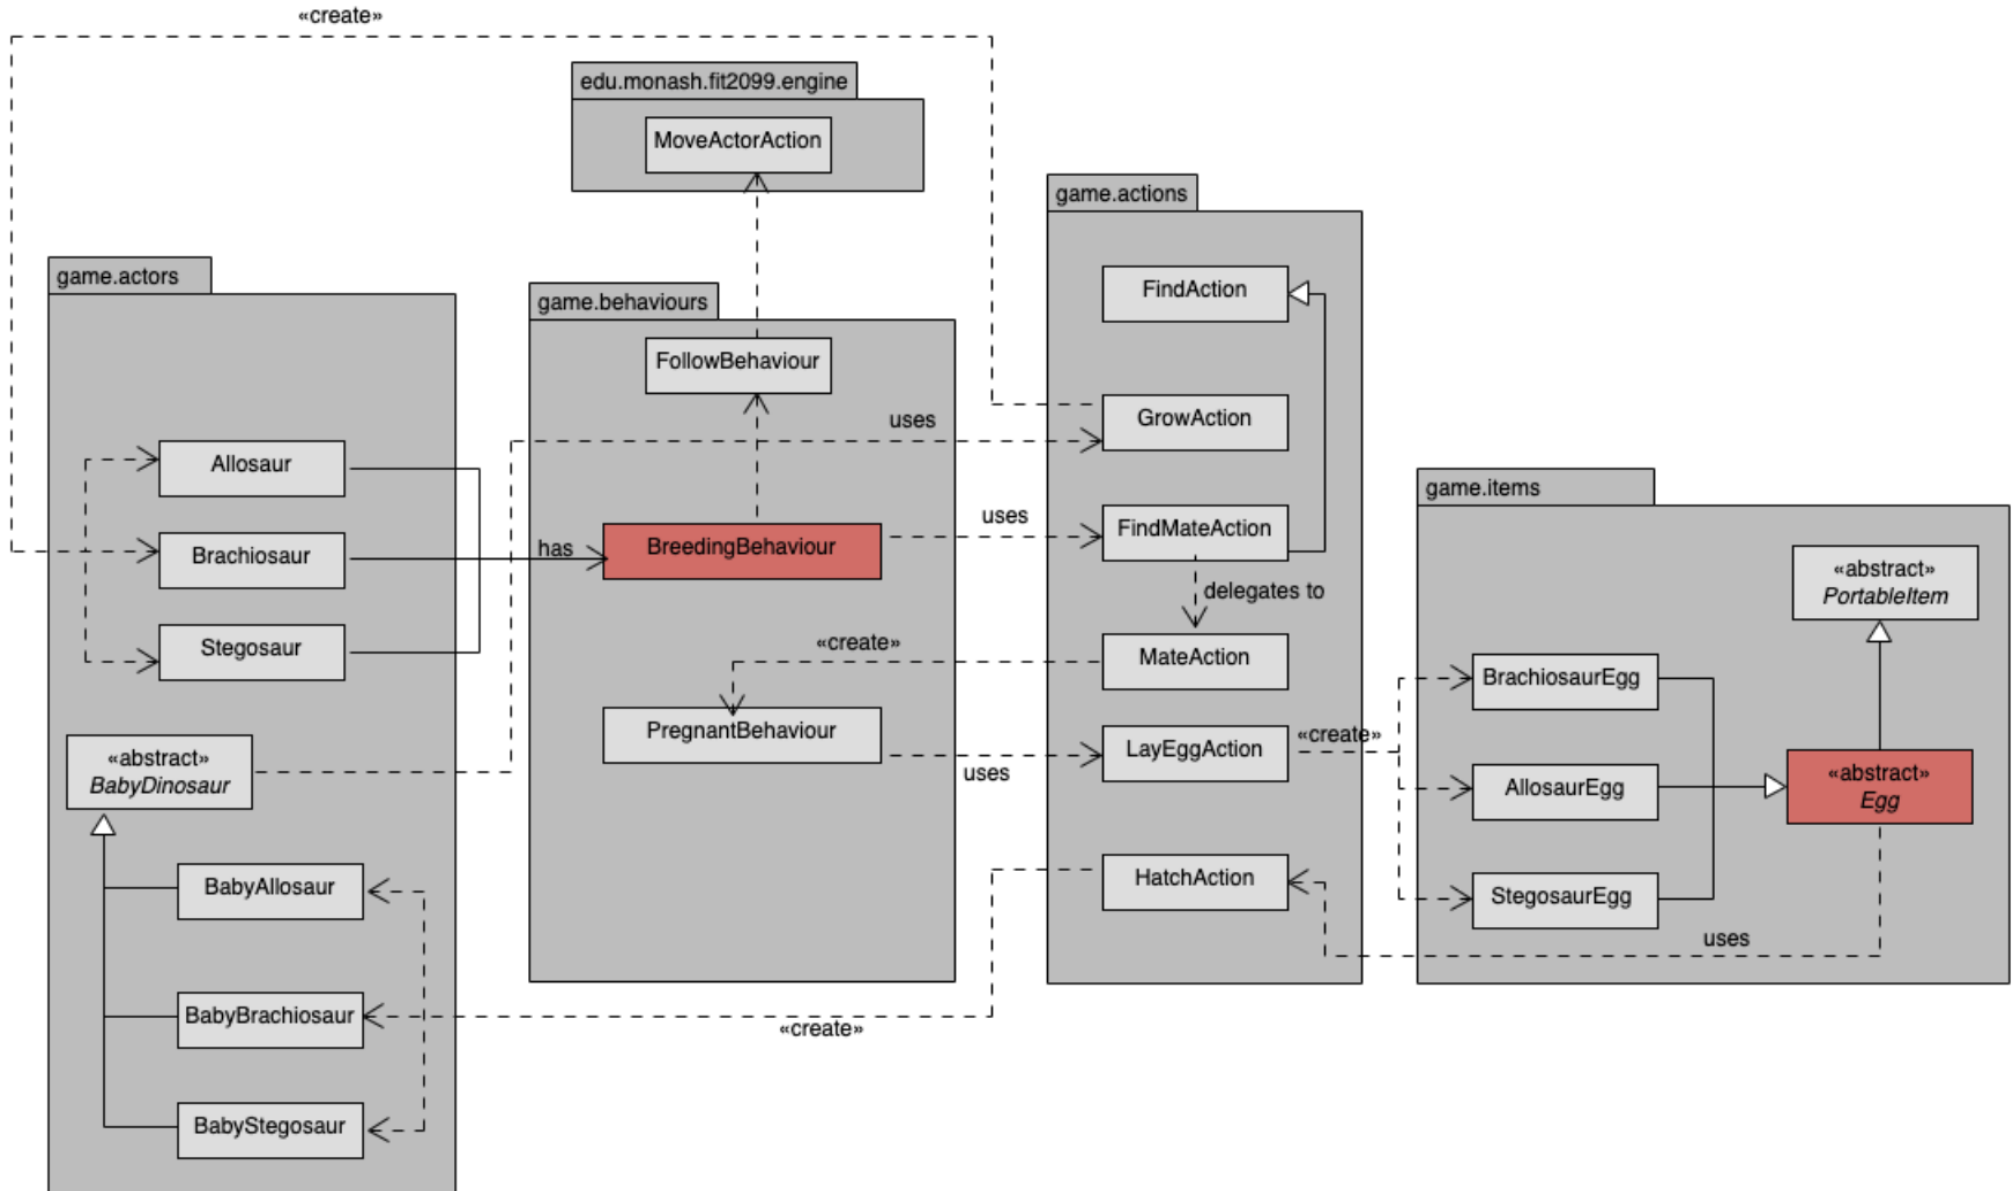 «create»
edu.monash.fit2099.engine
MoveActorAction
game.actions
game.actors
FindAction
game.behaviours
FollowBehaviour
GrowAction
uses
Allosaur
game.items
uses
FindMateAction
has
BreedingBehaviour
Brachiosaur
«abstract»
PortableItem
delegates to
Stegosaur
«create»
MateAction
BrachiosaurEgg
PregnantBehaviour
«create»
LayEggAction
«abstract»
BabyDinosaur
uses
«abstract»
Egg
AllosaurEgg
BabyAllosaur
HatchAction
StegosaurEgg
uses
BabyBrachiosaur
«create»
BabyStegosaur